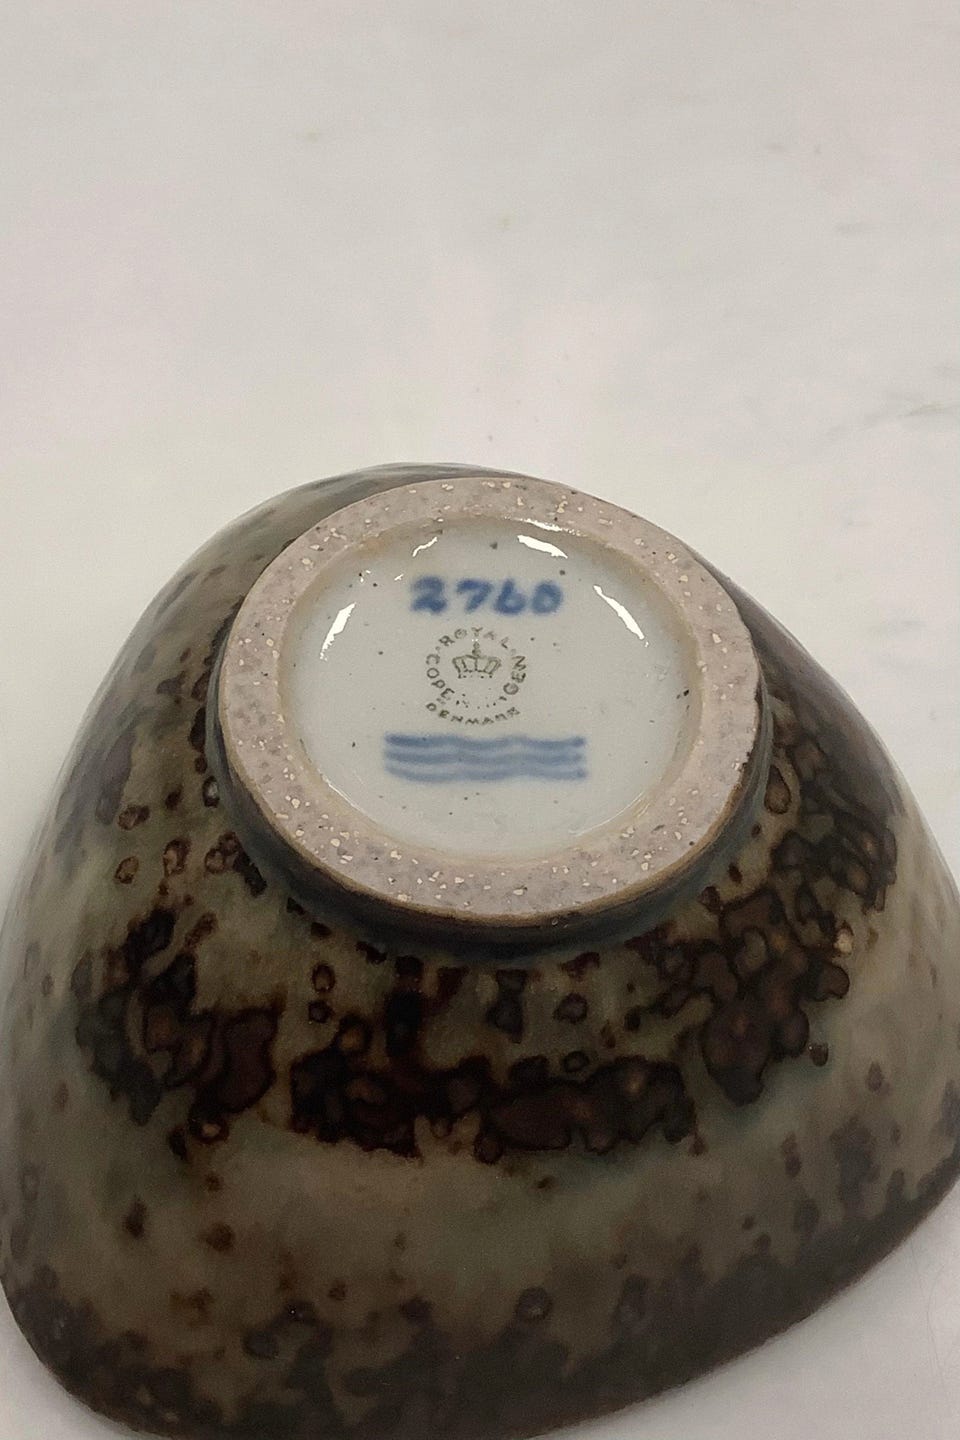 2760
ROYAL
COPENHAGEN
DENMARK